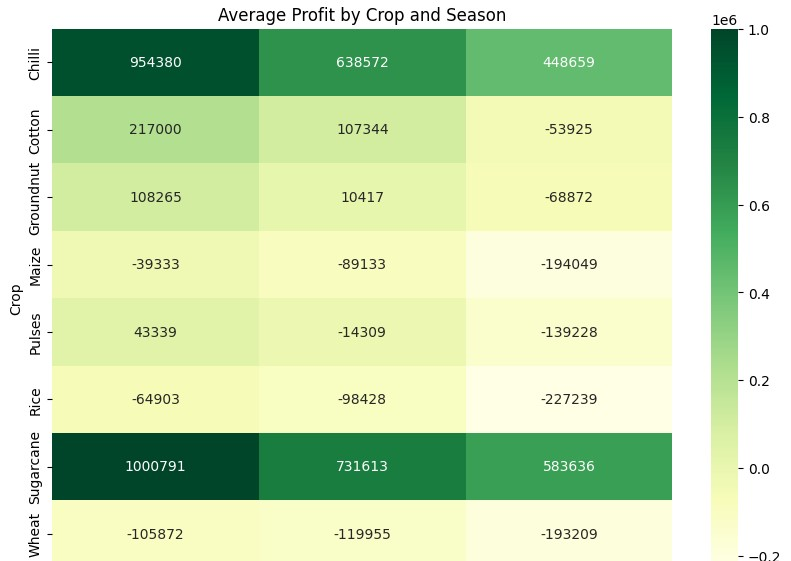 Average Profit by Crop and Season
1e6
Chilli 954380 638572 448659
Cotton 217000 107344 -53925
Groundnut 108265 10417 -68872
Maize -39333 -89133 -194049
Pulses 43339 -14309 -139228
Rice -64903 -98428 -227239
Sugarcane 1000791 731613 583636
Wheat -105872 -119955 -193209
Crop
1.0
0.8
0.6
0.4
0.2
0.0
−0.2